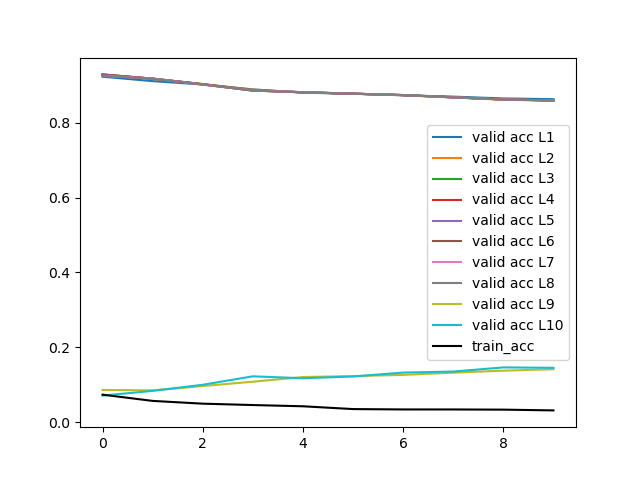 0.8
0.6
0.4
0.2
0.0
0 2 4 6 8
valid acc L1
valid acc L2
valid acc L3
valid acc L4
valid acc L5
valid acc L6
valid acc L7
valid acc L8
valid acc L9
valid acc L10
train_acc